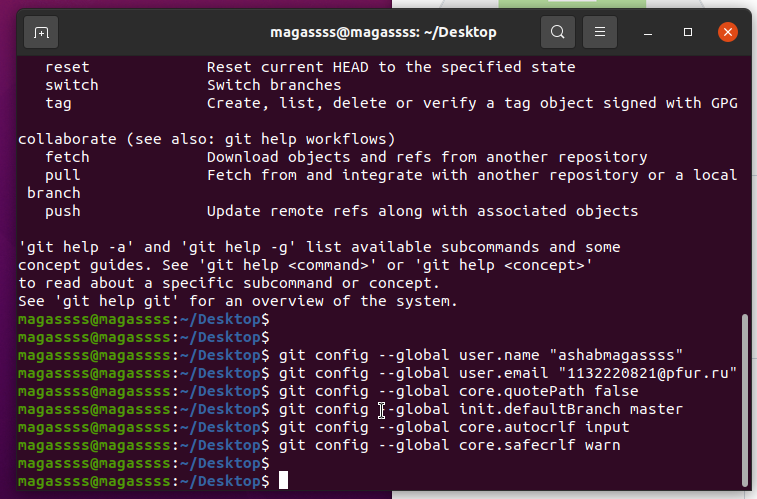 magassss@magassss: ~/Desktop
reset Reset current HEAD to the specified state
switch Switch branches
tag Create, list, delete or verify a tag object signed with GPG
collaborate (see also: git help workflows)
fetch Download objects and refs from another repository
pull Fetch from and integrate with another repository or a local
branch
push Update remote refs along with associated objects
'git help -a' and 'git help -g' list available subcommands and some
concept guides. See 'git help <command>' or 'git help <concept>'
to read about a specific subcommand or concept.
See 'git help git' for an overview of the system.
magassss@magassss:~/Desktop$
magassss@magassss:~/Desktop$
magassss@magassss:~/Desktop$ git config --global user.name "ashabmagassss"
magassss@magassss:~/Desktop$ git config --global user.email "1132220821@pfur.ru"
magassss@magassss:~/Desktop$ git config --global core.quotePath false
magassss@magassss:~/Desktop$ git config --global init.defaultBranch master
magassss@magassss:~/Desktop$ git config --global core.autocrlf input
magassss@magassss:~/Desktop$ git config --global core.safecrlf warn
magassss@magassss:~/Desktop$
magassss@magassss:~/Desktop$